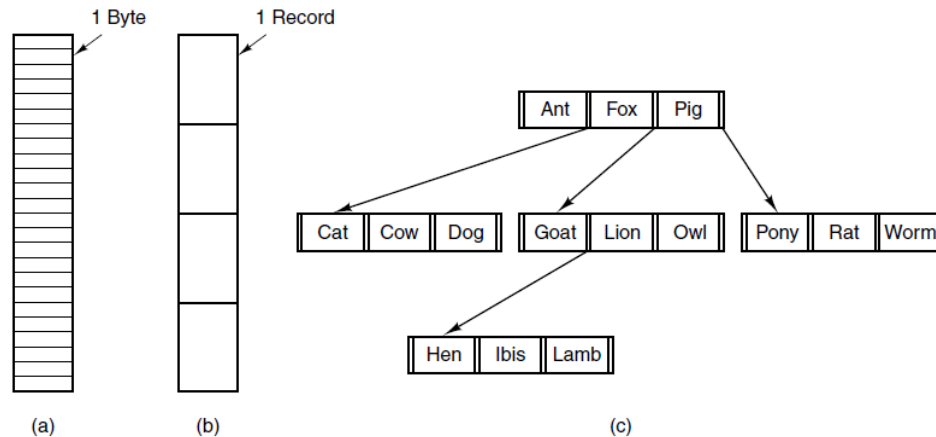 1 Byte
1 Record
Ant Fox Pig
Cat Cow Dog
Goat Lion Owl
Pony Rat Worm
Hen Ibis Lamb
(a)
(b)
(c)